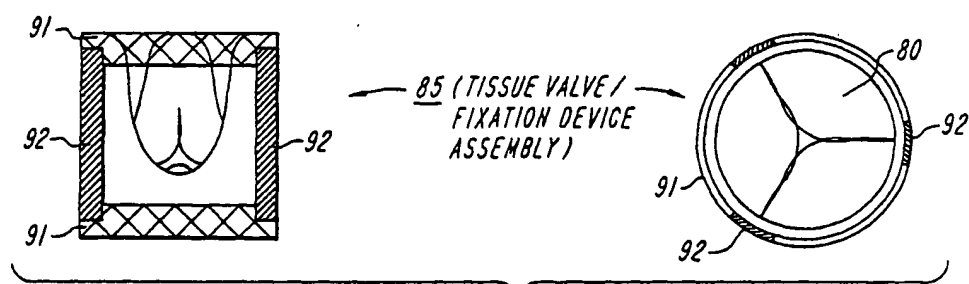 91
80
85 (TISSUE VALVE/
FIXATION DEVICE
ASSEMBLY)
92
92
92
91
91
92